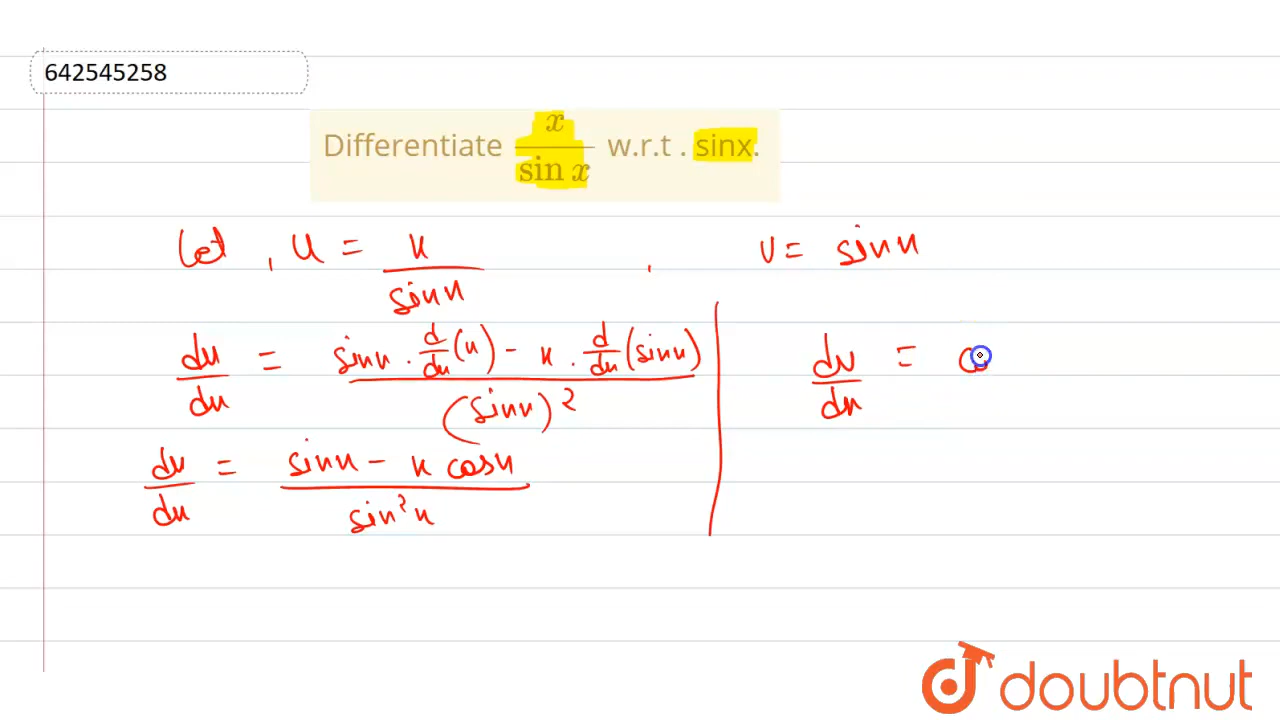 642545258
Differentiate x/sin x w.r.t . sinx.
Let , u = x/sinx , v = sinx
du/dx = (sinx · d/dx (x) - x · d/dx (sinx))/(sinx)²
dv/dx = co
du/dx = (sinx - x cosx)/sin²x
doubtnut